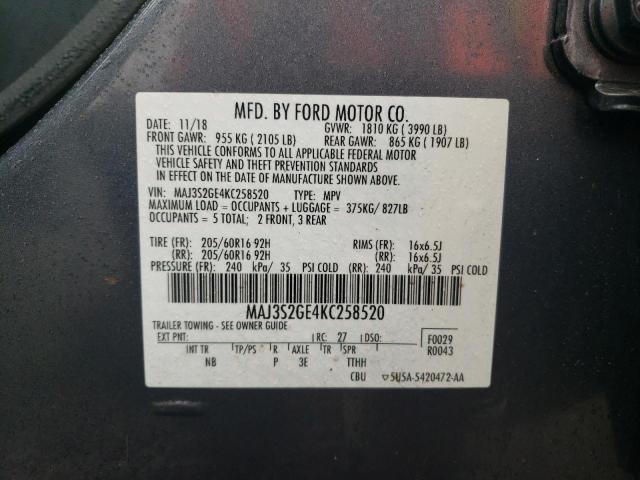 MFD. BY FORD MOTOR CO.
DATE: 11/18 GVWR: 1810 KG ( 3990 LB)
FRONT GAWR: 955 KG ( 2105 LB) REAR GAWR: 865 KG ( 1907 LB)
THIS VEHICLE CONFORMS TO ALL APPLICABLE FEDERAL MOTOR
VEHICLE SAFETY AND THEFT PREVENTION STANDARDS
IN EFFECT ON THE DATE OF MANUFACTURE SHOWN ABOVE.
VIN: MAJ3S2GE4KC258520 TYPE: MPV
MAXIMUM LOAD = OCCUPANTS + LUGGAGE = 375KG/ 827LB
OCCUPANTS = 5 TOTAL; 2 FRONT, 3 REAR
TIRE (FR): 205/60R16 92H RIMS (FR): 16x6.5J
(RR): 205/60R16 92H (RR): 16x6.5J
PRESSURE (FR): 240 kPa/ 35 PSI COLD (RR): 240 kPa/ 35 PSI COLD
MAJ3S2GE4KC258520
TRAILER TOWING - SEE OWNER GUIDE
EXT PNT: RC: 27 DSO: F0029
R0043
INT TR TP/PS R AXLE TR SPR
NB P 3E TTHH
CBU ▽5U5A-5420472-AA